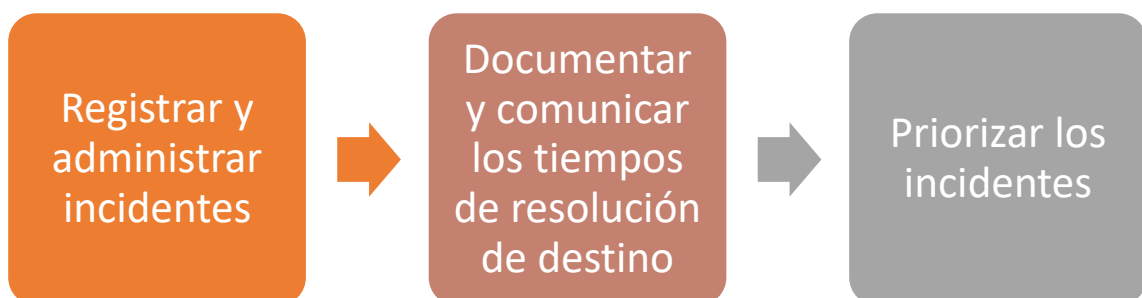 Registrar y
administrar
incidentes
Documentar
y comunicar
los tiempos
de resolución
de destino
Priorizar los
incidentes